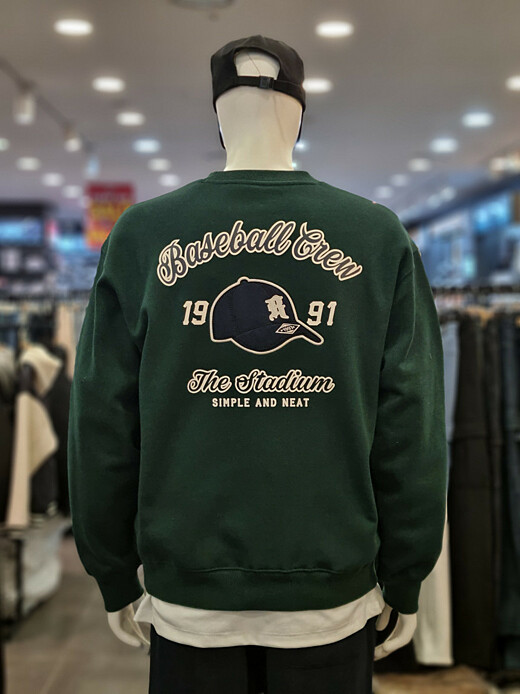 Baseball Crew
19 91
The Stadium
SIMPLE AND NEAT